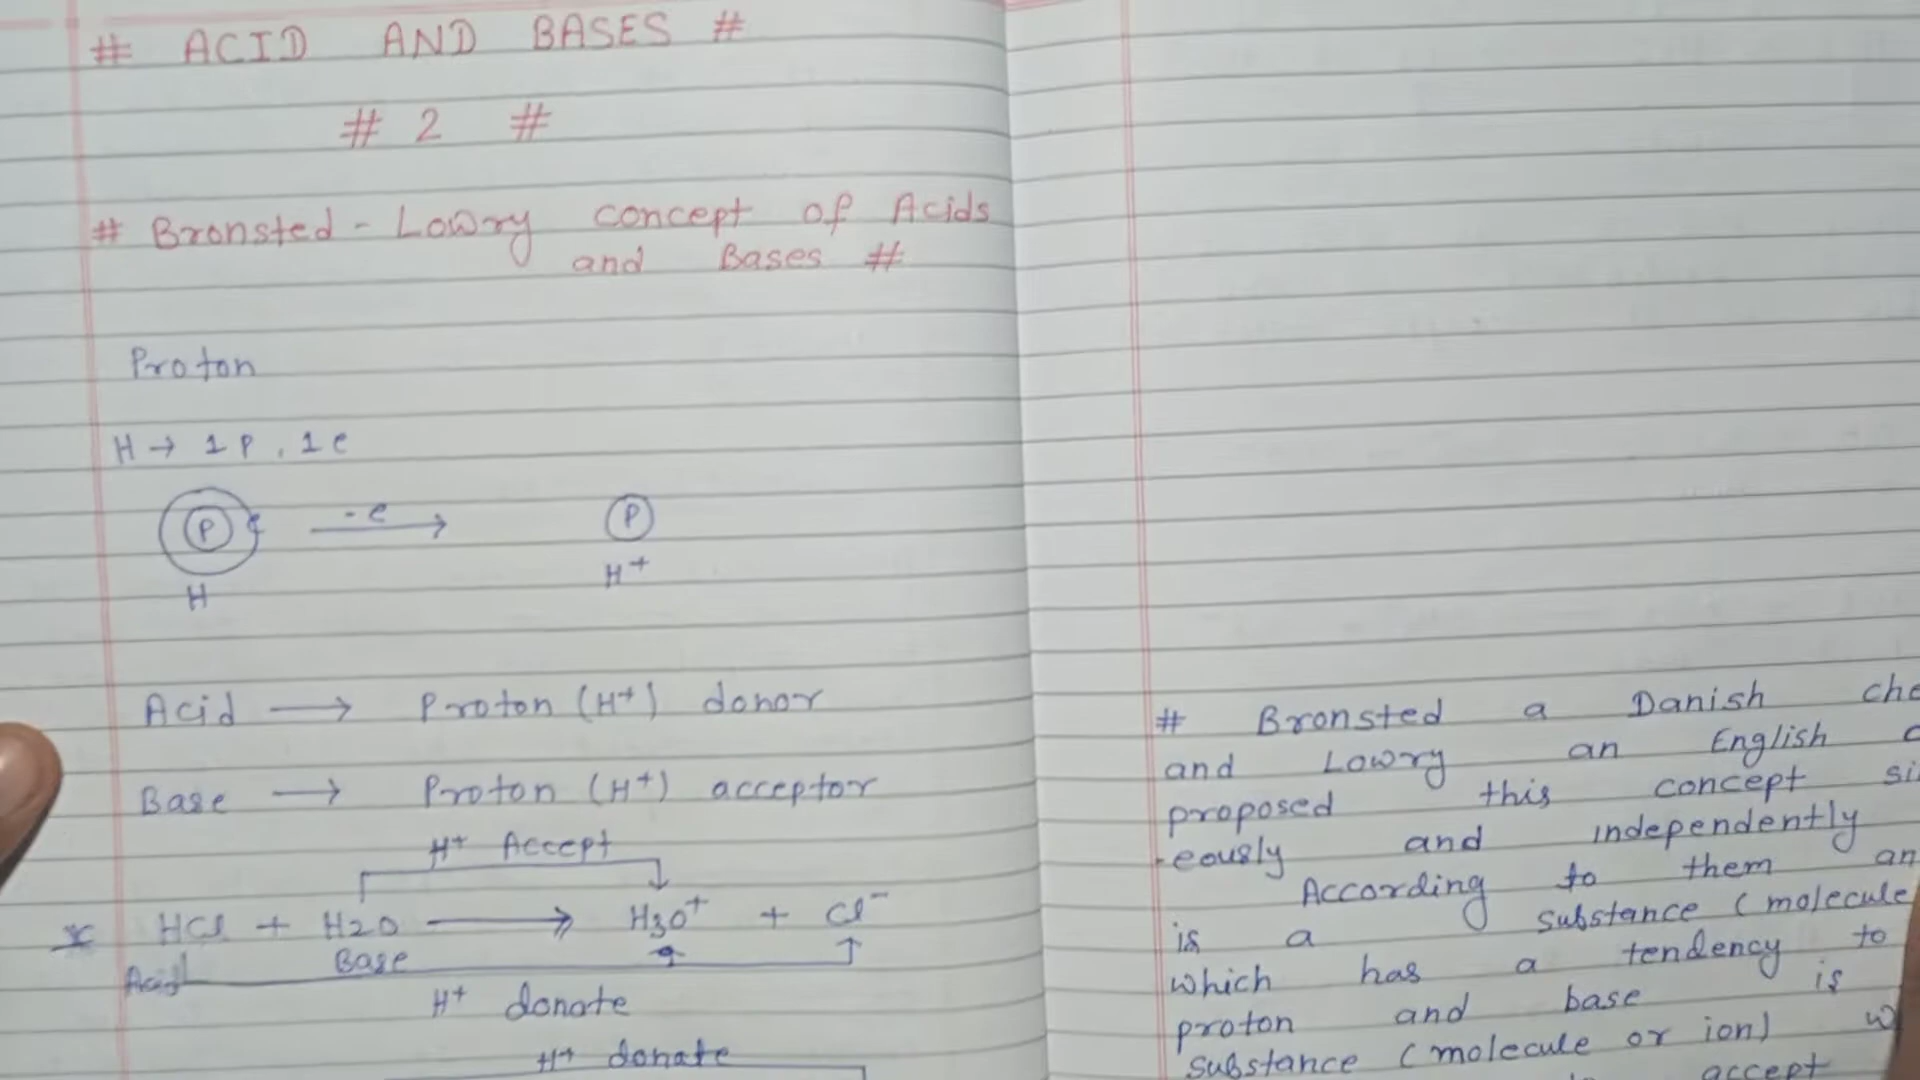 # ACID AND BASES #
# 2 #
# Bronsted - Lowry concept of Acids
and Bases #
Proton
H → 1 P , 1 e
P e - e → P
H H+
Acid → Proton (H+) donor
Base → Proton (H+) acceptor
H+ Accept
HCl + H2O → H3O+ + Cl-
Acid Base
H+ donate
H+ donate
# Bronsted a Danish
and Lowry an English
proposed this concept
-eously and independently
According to them
is a substance (molecule
which has a tendency to
proton and base is
substance (molecule or ion)
accept